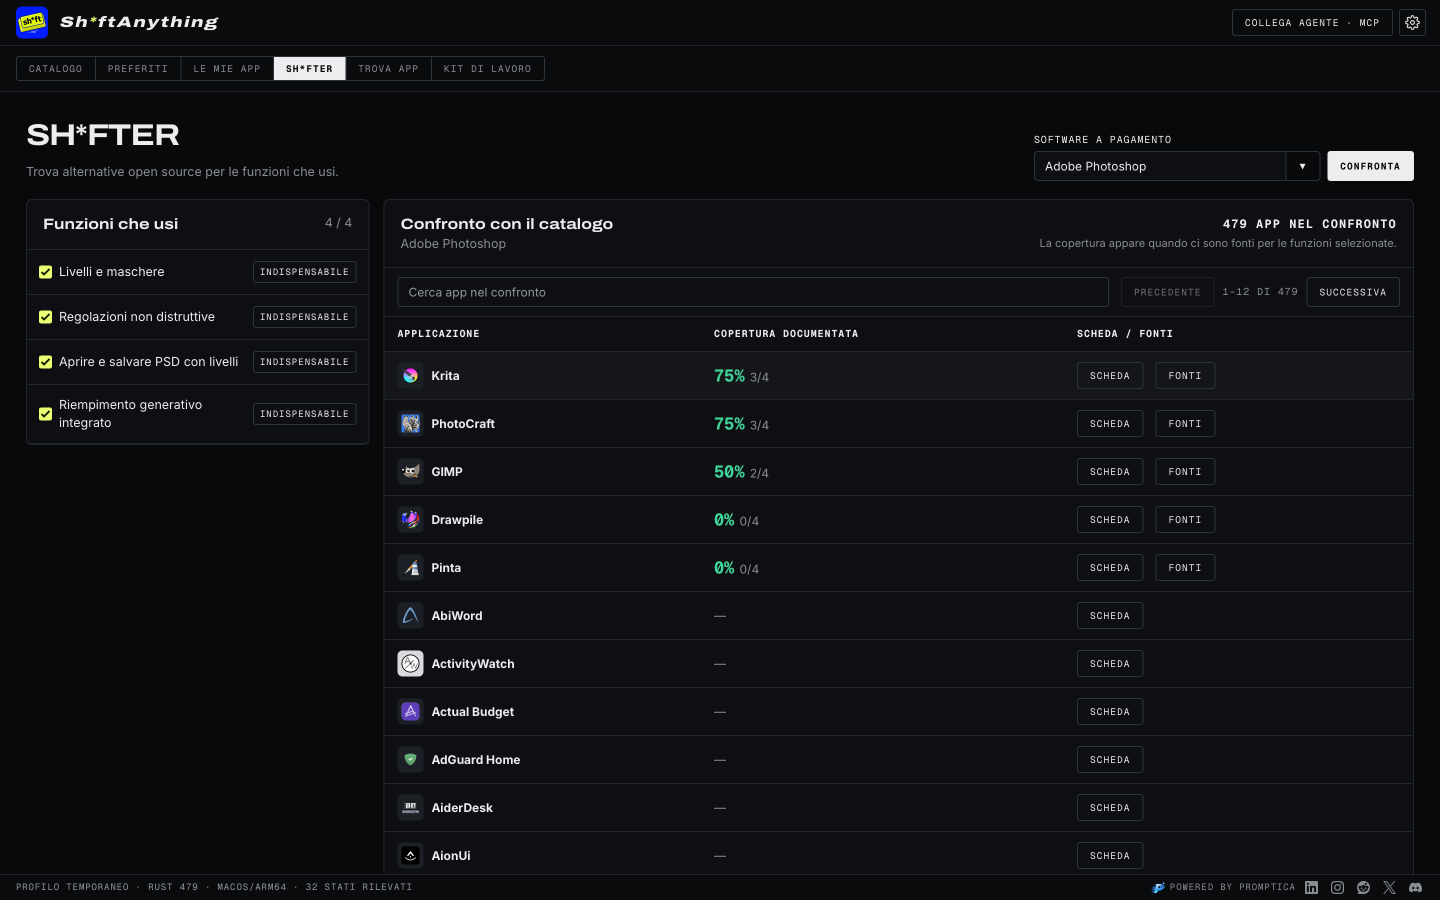 sh*ft
Sh*ftAnything
COLLEGA AGENTE · MCP
CATALOGO
PREFERITI
LE MIE APP
SH*FTER
TROVA APP
KIT DI LAVORO
SH*FTER
Trova alternative open source per le funzioni che usi.
SOFTWARE A PAGAMENTO
Adobe Photoshop
CONFRONTA
Funzioni che usi
4 / 4
Livelli e maschere
INDISPENSABILE
Regolazioni non distruttive
INDISPENSABILE
Aprire e salvare PSD con livelli
INDISPENSABILE
Riempimento generativo
integrato
INDISPENSABILE
Confronto con il catalogo
Adobe Photoshop
479 APP NEL CONFRONTO
La copertura appare quando ci sono fonti per le funzioni selezionate.
Cerca app nel confronto
PRECEDENTE
1–12 DI 479
SUCCESSIVA
APPLICAZIONE
COPERTURA DOCUMENTATA
SCHEDA / FONTI
Krita
75% 3/4
SCHEDA
FONTI
PhotoCraft
75% 3/4
SCHEDA
FONTI
GIMP
50% 2/4
SCHEDA
FONTI
Drawpile
0% 0/4
SCHEDA
FONTI
Pinta
0% 0/4
SCHEDA
FONTI
AbiWord
—
SCHEDA
ActivityWatch
—
SCHEDA
Actual Budget
—
SCHEDA
AdGuard Home
—
SCHEDA
AiderDesk
—
SCHEDA
AionUi
—
SCHEDA
PROFILO TEMPORANEO · RUST 479 · MACOS/ARM64 · 32 STATI RILEVATI
POWERED BY PROMPTICA